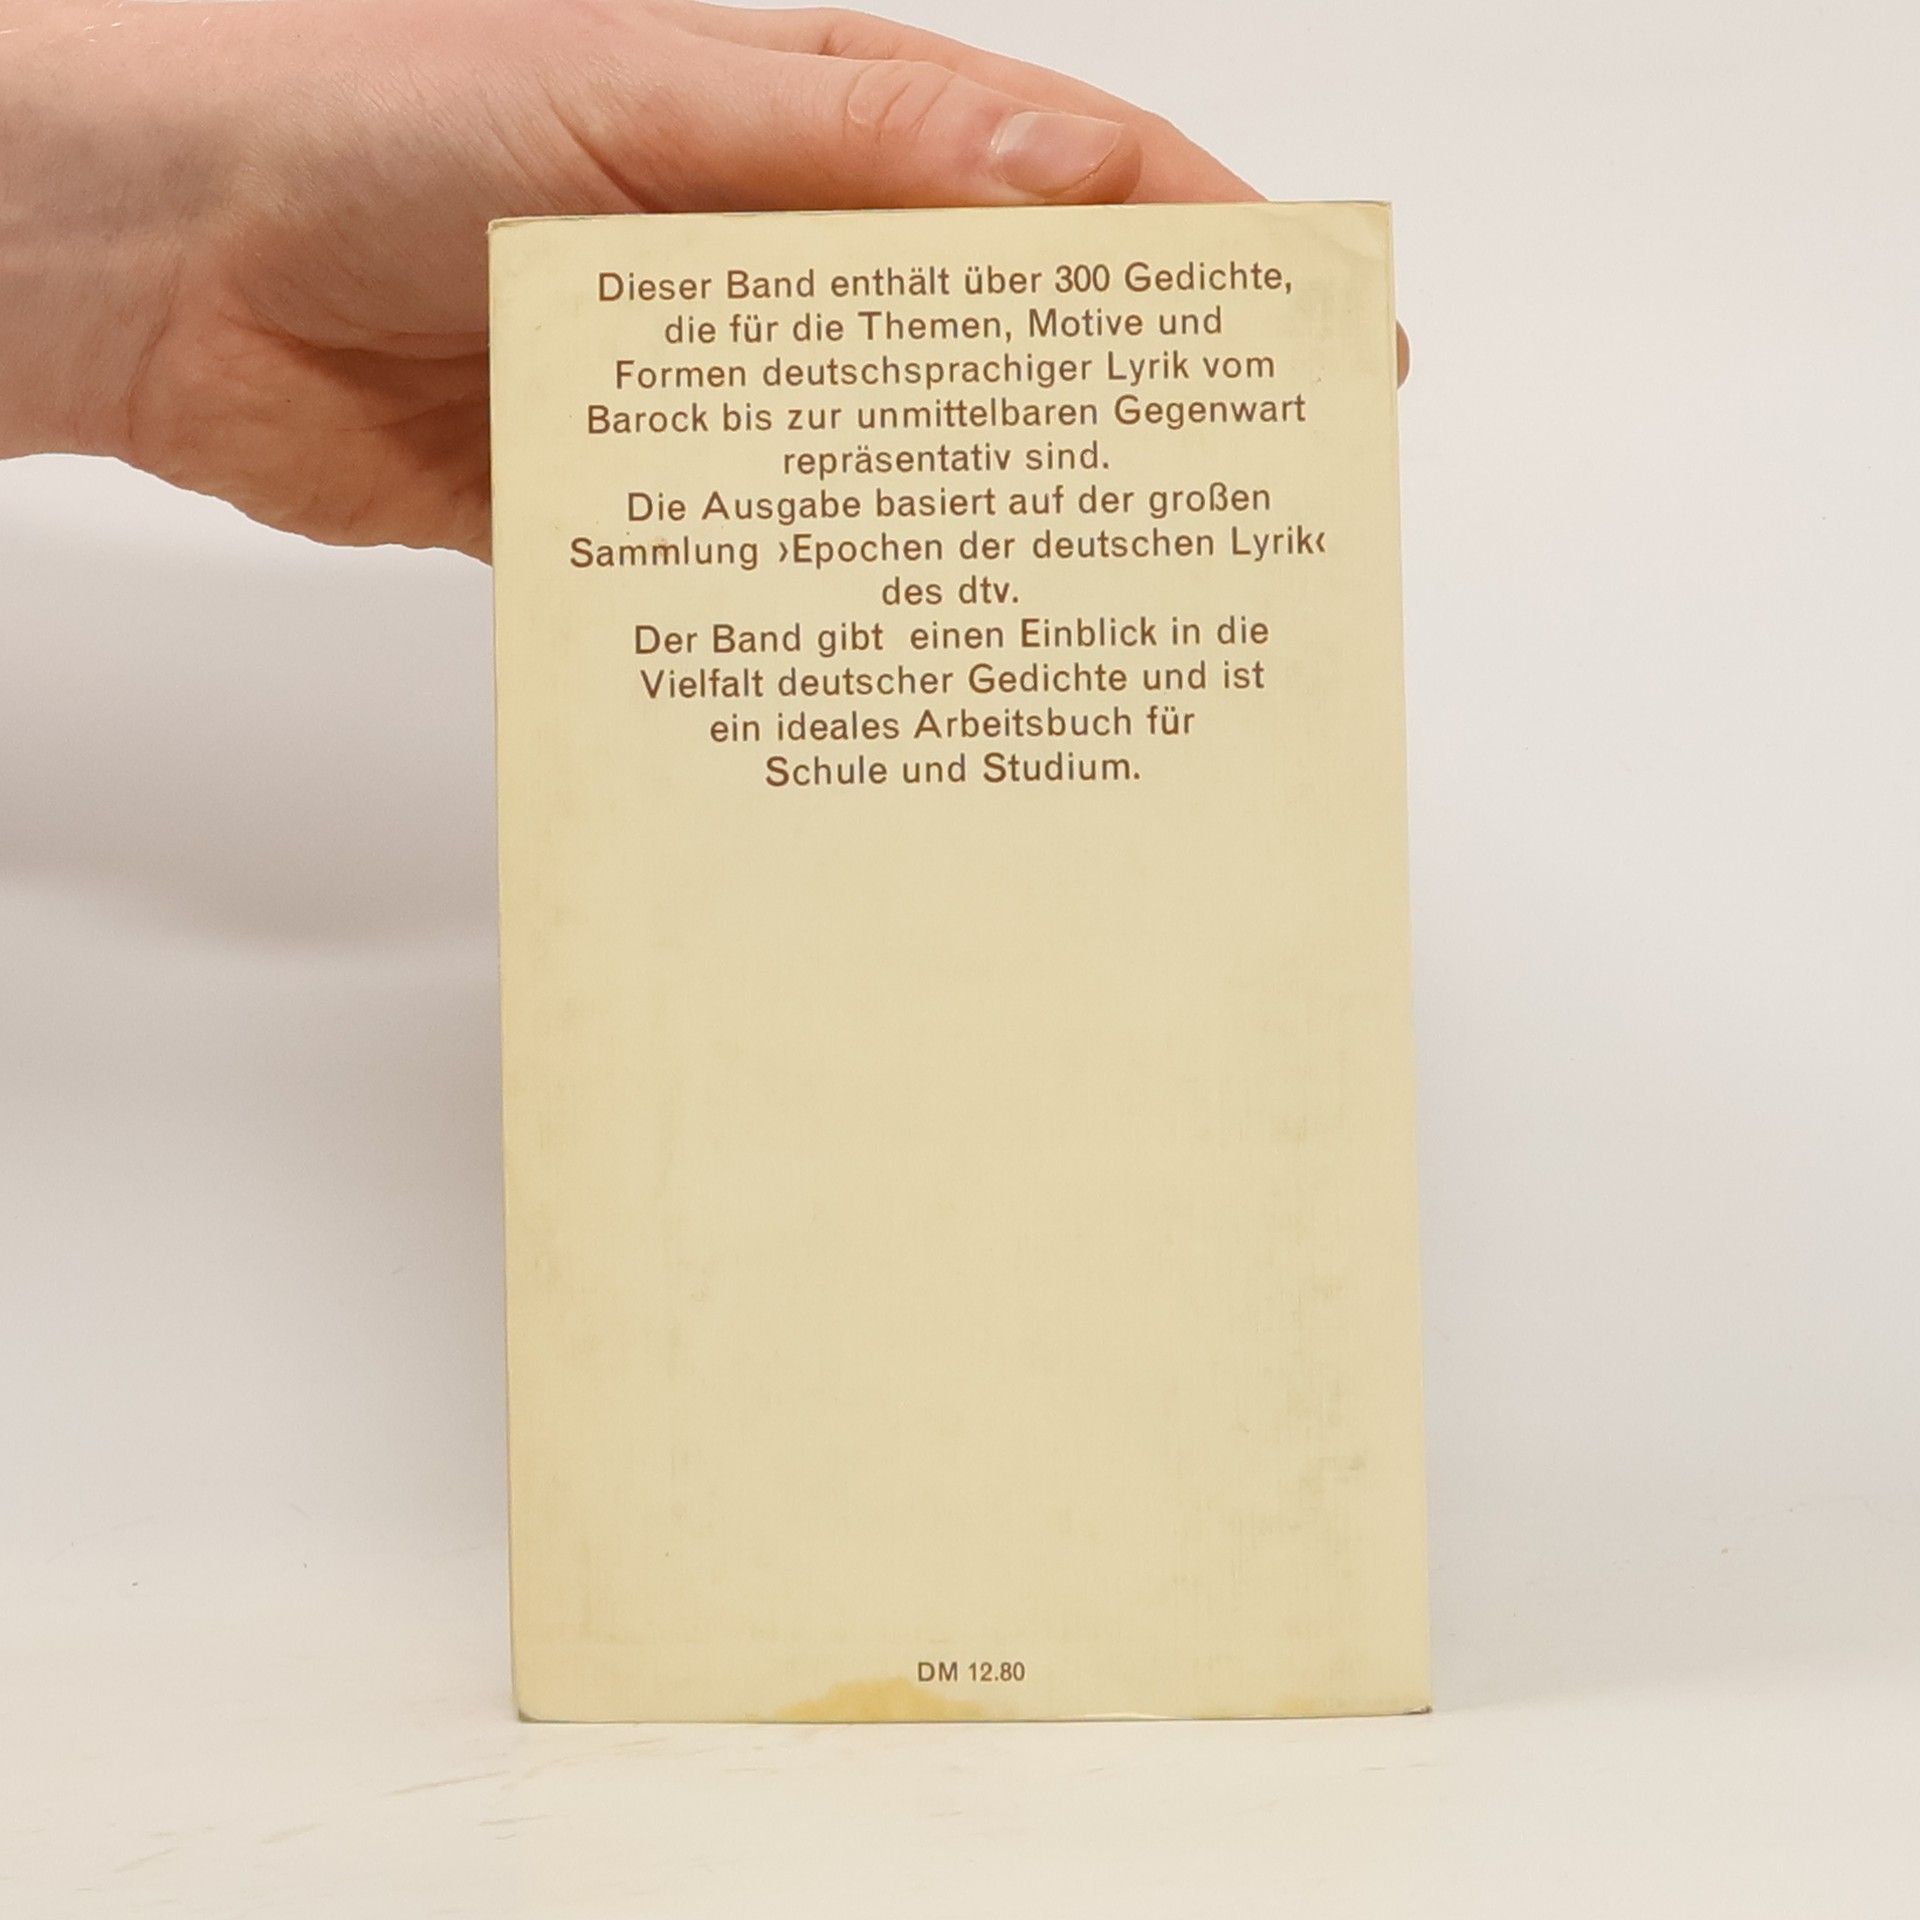 Dieser Band enthält über 300 Gedichte,
die für die Themen, Motive und
Formen deutschsprachiger Lyrik vom
Barock bis zur unmittelbaren Gegenwart
repräsentativ sind.
Die Ausgabe basiert auf der großen
Sammlung ›Epochen der deutschen Lyrik‹
des dtv.
Der Band gibt einen Einblick in die
Vielfalt deutscher Gedichte und ist
ein ideales Arbeitsbuch für
Schule und Studium.
DM 12.80